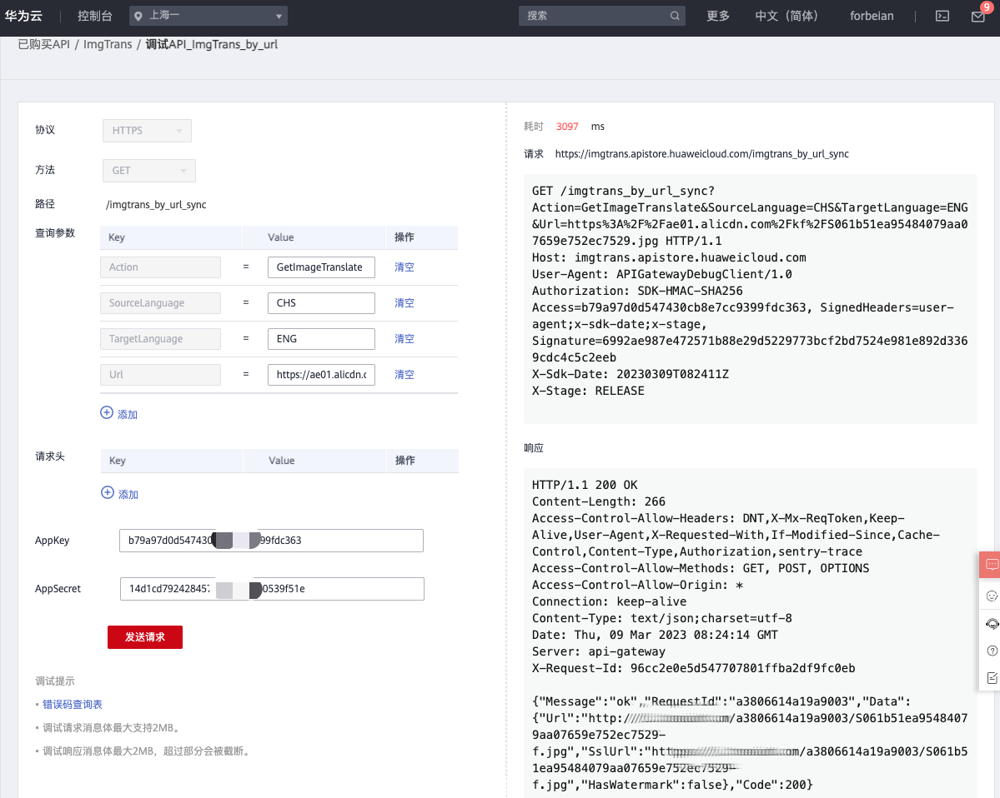 华为云 控制台 上海一 搜索 更多 中文（简体） forbeian 9
已购买API / ImgTrans / 调试API_ImgTrans_by_url
协议 HTTPS
方法 GET
路径 /imgtrans_by_url_sync
查询参数 Key Value 操作
Action = GetImageTranslate 清空
SourceLanguage = CHS 清空
TargetLanguage = ENG 清空
Url = https://ae01.alicdn.c 清空
添加
请求头 Key Value 操作
添加
AppKey b79a97d0d547430 99fdc363
AppSecret 14d1cd792428457 0539f51e
发送请求
调试提示
• 错误码查询表
• 调试请求消息体最大支持2MB。
• 调试响应消息体最大2MB，超过部分会被截断。
耗时 3097 ms
请求 https://imgtrans.apistore.huaweicloud.com/imgtrans_by_url_sync
GET /imgtrans_by_url_sync?
Action=GetImageTranslate&SourceLanguage=CHS&TargetLanguage=ENG
&Url=https%3A%2F%2Fae01.alicdn.com%2Fkf%2FS061b51ea95484079aa0
7659e752ec7529.jpg HTTP/1.1
Host: imgtrans.apistore.huaweicloud.com
User-Agent: APIGatewayDebugClient/1.0
Authorization: SDK-HMAC-SHA256
Access=b79a97d0d547430cb8e7cc9399fdc363, SignedHeaders=user-
agent;x-sdk-date;x-stage,
Signature=6992ae987e472571b88e29d5229773bcf2bd7524e981e892d336
9cdc4c5c2eeb
X-Sdk-Date: 20230309T082411Z
X-Stage: RELEASE
响应
HTTP/1.1 200 OK
Content-Length: 266
Access-Control-Allow-Headers: DNT,X-Mx-ReqToken,Keep-
Alive,User-Agent,X-Requested-With,If-Modified-Since,Cache-
Control,Content-Type,Authorization,sentry-trace
Access-Control-Allow-Methods: GET, POST, OPTIONS
Access-Control-Allow-Origin: *
Connection: keep-alive
Content-Type: text/json;charset=utf-8
Date: Thu, 09 Mar 2023 08:24:14 GMT
Server: api-gateway
X-Request-Id: 96cc2e0e5d547707801ffba2df9fc0eb
{"Message":"ok","RequestId":"a3806614a19a9003","Data":
{"Url":"http:/ om/a3806614a19a9003/S061b51ea9548407
9aa07659e752ec7529-
f.jpg","SslUrl":"htt om/a3806614a19a9003/S061b5
1ea95484079aa07659e752ec7529-
f.jpg","HasWatermark":false},"Code":200}